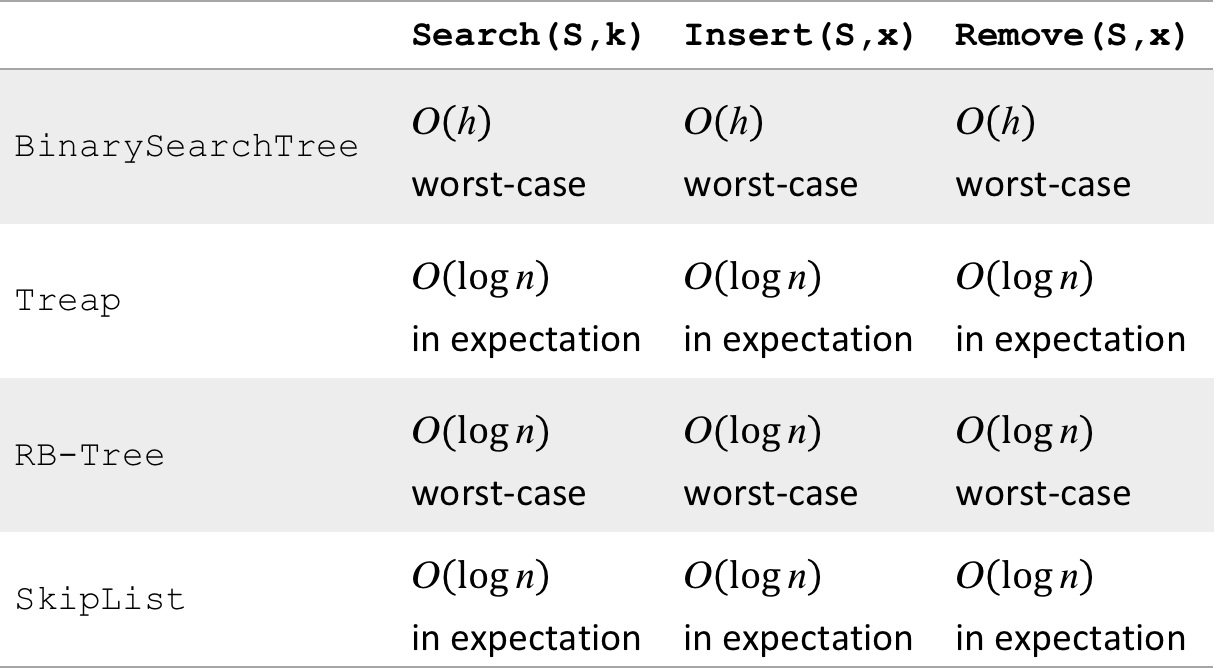 Search(S,k) Insert(S,x) Remove(S,x)
BinarySearchTree
O(h) O(h) O(h)
worst-case worst-case worst-case
Treap
O(log n) O(log n) O(log n)
in expectation in expectation in expectation
RB-Tree
O(log n) O(log n) O(log n)
worst-case worst-case worst-case
SkipList
O(log n) O(log n) O(log n)
in expectation in expectation in expectation